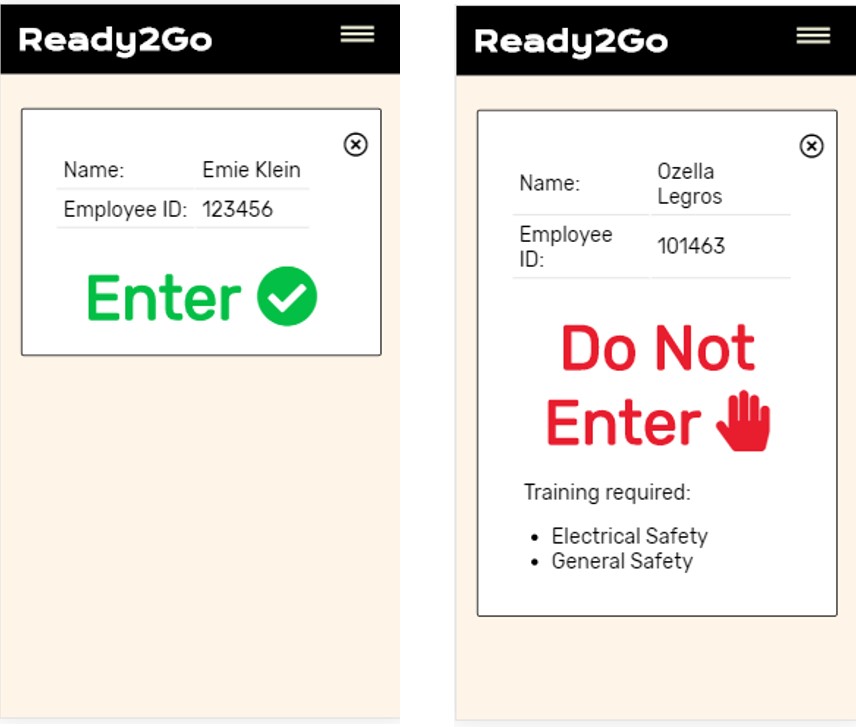 Ready2Go
Name: Emie Klein
Employee ID: 123456
Enter
Ready2Go
Name: Ozella
Legros
Employee
ID: 101463
Do Not
Enter
Training required:
• Electrical Safety
• General Safety